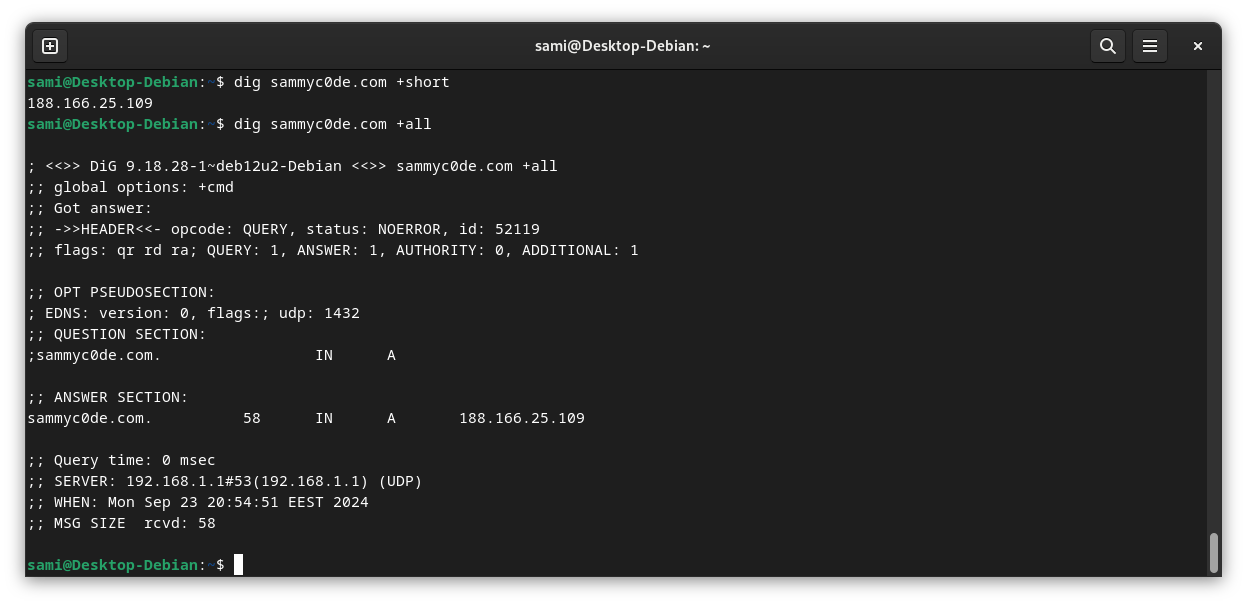 sami@Desktop-Debian: ~
sami@Desktop-Debian:~$ dig sammyc0de.com +short
188.166.25.109
sami@Desktop-Debian:~$ dig sammyc0de.com +all
; <<>> DiG 9.18.28-1~deb12u2-Debian <<>> sammyc0de.com +all
;; global options: +cmd
;; Got answer:
;; ->>HEADER<<- opcode: QUERY, status: NOERROR, id: 52119
;; flags: qr rd ra; QUERY: 1, ANSWER: 1, AUTHORITY: 0, ADDITIONAL: 1
;; OPT PSEUDOSECTION:
; EDNS: version: 0, flags:; udp: 1432
;; QUESTION SECTION:
;sammyc0de.com.                 IN      A
;; ANSWER SECTION:
sammyc0de.com.          58      IN      A       188.166.25.109
;; Query time: 0 msec
;; SERVER: 192.168.1.1#53(192.168.1.1) (UDP)
;; WHEN: Mon Sep 23 20:54:51 EEST 2024
;; MSG SIZE  rcvd: 58
sami@Desktop-Debian:~$